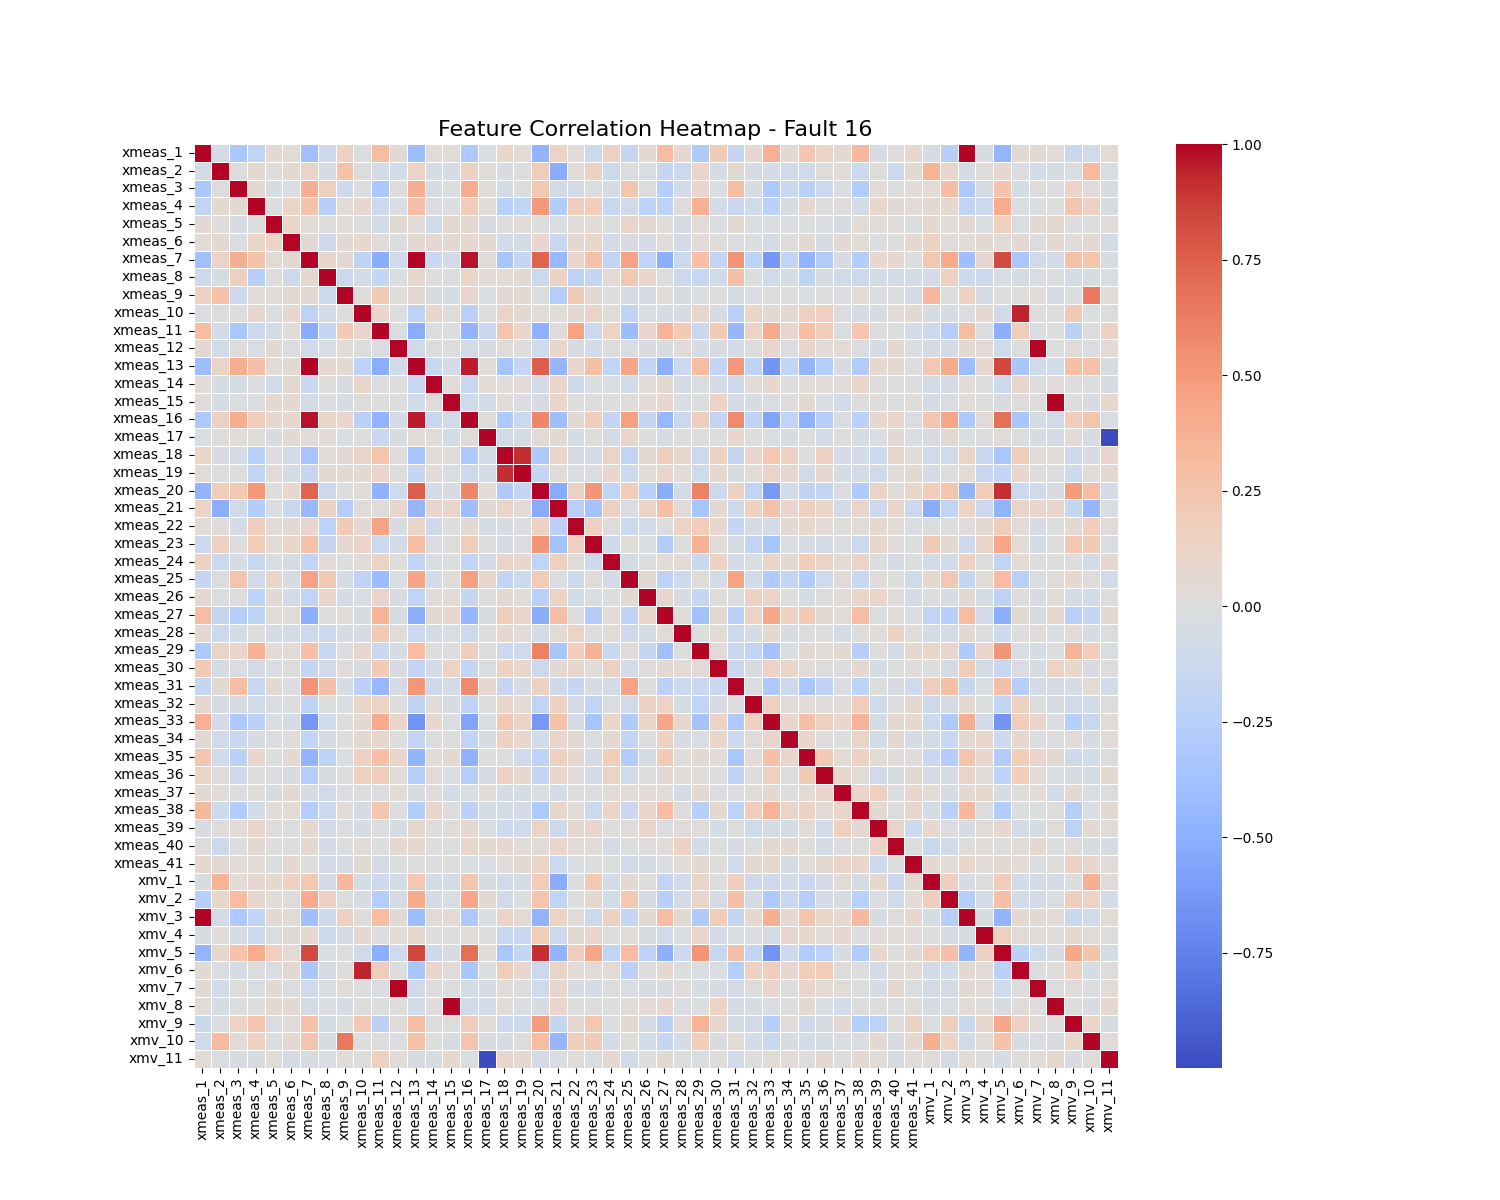 Feature Correlation Heatmap - Fault 16
xmeas_1
xmeas_2
xmeas_3
xmeas_4
xmeas_5
xmeas_6
xmeas_7
xmeas_8
xmeas_9
xmeas_10
xmeas_11
xmeas_12
xmeas_13
xmeas_14
xmeas_15
xmeas_16
xmeas_17
xmeas_18
xmeas_19
xmeas_20
xmeas_21
xmeas_22
xmeas_23
xmeas_24
xmeas_25
xmeas_26
xmeas_27
xmeas_28
xmeas_29
xmeas_30
xmeas_31
xmeas_32
xmeas_33
xmeas_34
xmeas_35
xmeas_36
xmeas_37
xmeas_38
xmeas_39
xmeas_40
xmeas_41
xmv_1
xmv_2
xmv_3
xmv_4
xmv_5
xmv_6
xmv_7
xmv_8
xmv_9
xmv_10
xmv_11
xmeas_1
xmeas_2
xmeas_3
xmeas_4
xmeas_5
xmeas_6
xmeas_7
xmeas_8
xmeas_9
xmeas_10
xmeas_11
xmeas_12
xmeas_13
xmeas_14
xmeas_15
xmeas_16
xmeas_17
xmeas_18
xmeas_19
xmeas_20
xmeas_21
xmeas_22
xmeas_23
xmeas_24
xmeas_25
xmeas_26
xmeas_27
xmeas_28
xmeas_29
xmeas_30
xmeas_31
xmeas_32
xmeas_33
xmeas_34
xmeas_35
xmeas_36
xmeas_37
xmeas_38
xmeas_39
xmeas_40
xmeas_41
xmv_1
xmv_2
xmv_3
xmv_4
xmv_5
xmv_6
xmv_7
xmv_8
xmv_9
xmv_10
xmv_11
1.00
0.75
0.50
0.25
0.00
−0.25
−0.50
−0.75